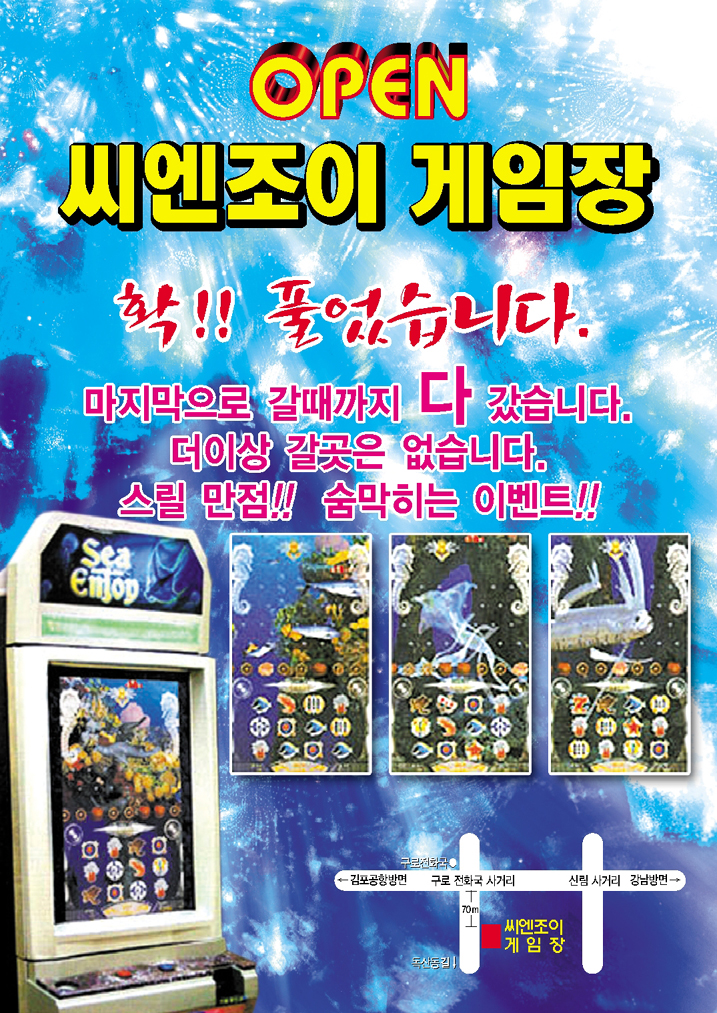 OPEN
씨엔조이 게임장
확!! 풀었습니다.
마지막으로 갈때까지 다 갔습니다.
더이상 갈곳은 없습니다.
스릴 만점!! 숨막히는 이벤트!!
Sea
Enjoy
구로전화국
←김포공항방면 구로 전화국 사거리 신림 사거리 강남방면→
70m
씨엔조이
게 임 장
독산동길